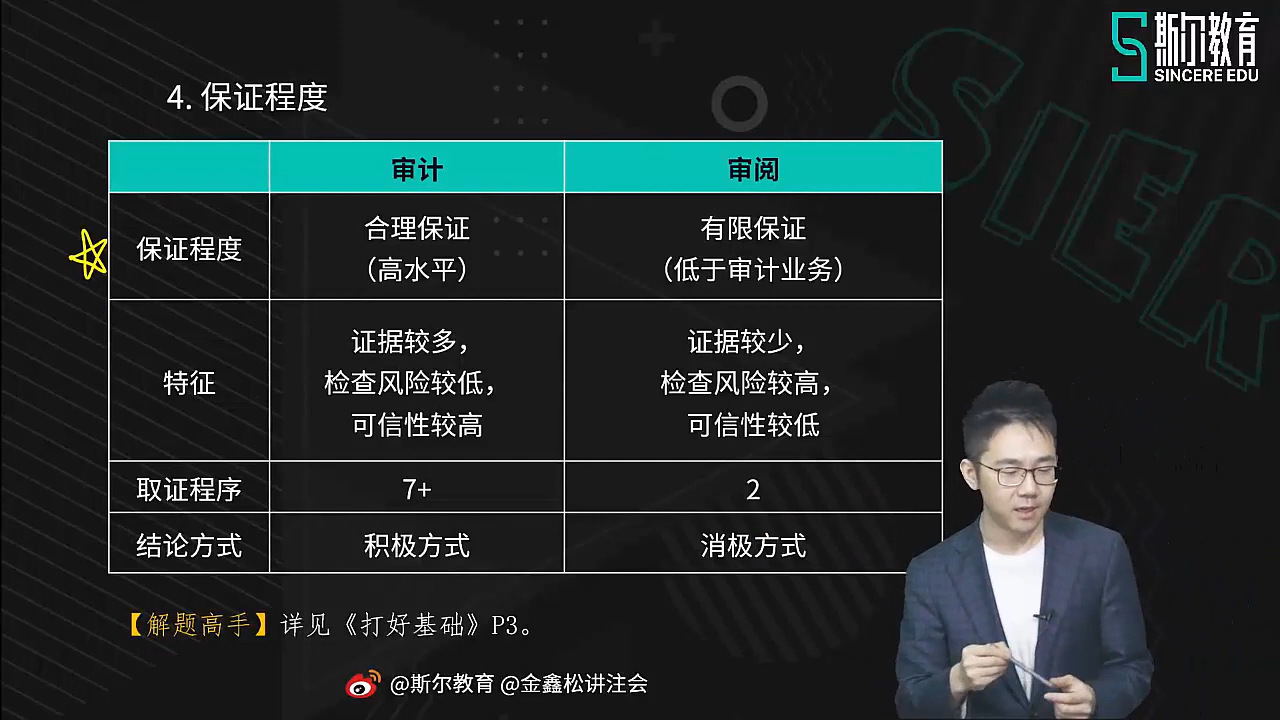 斯尔教育
SINCERE EDU
4. 保证程度
审计
审阅
保证程度
合理保证
（高水平）
有限保证
（低于审计业务）
特征
证据较多，
检查风险较低，
可信性较高
证据较少，
检查风险较高，
可信性较低
取证程序
7+
2
结论方式
积极方式
消极方式
【解题高手】详见《打好基础》P3。
@斯尔教育 @金鑫松讲注会
SIER